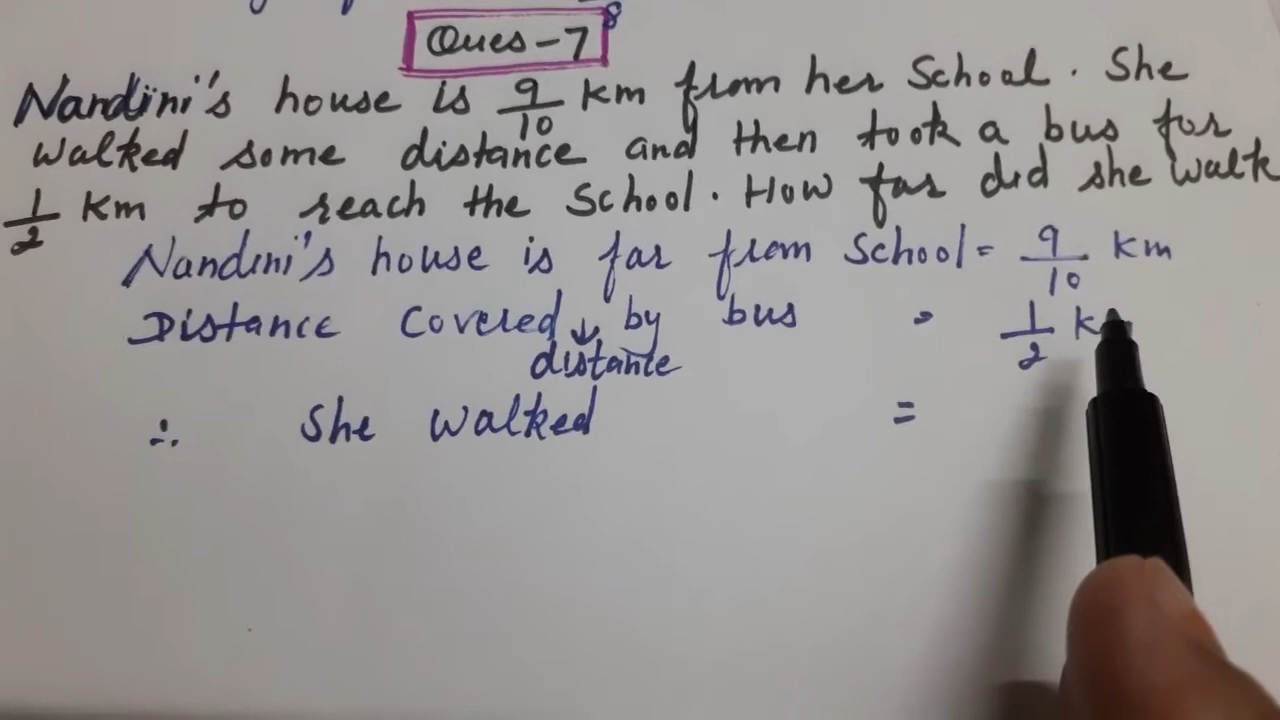 8
Ques-7
Nandini's house is 9/10 km from her School. She
walked some distance and then took a bus for
1/2 km to reach the School. How far did she walk
Nandini's house is far from School = 9/10 km
Distance Covered by bus = 1/2 k
distance
∴ She walked =